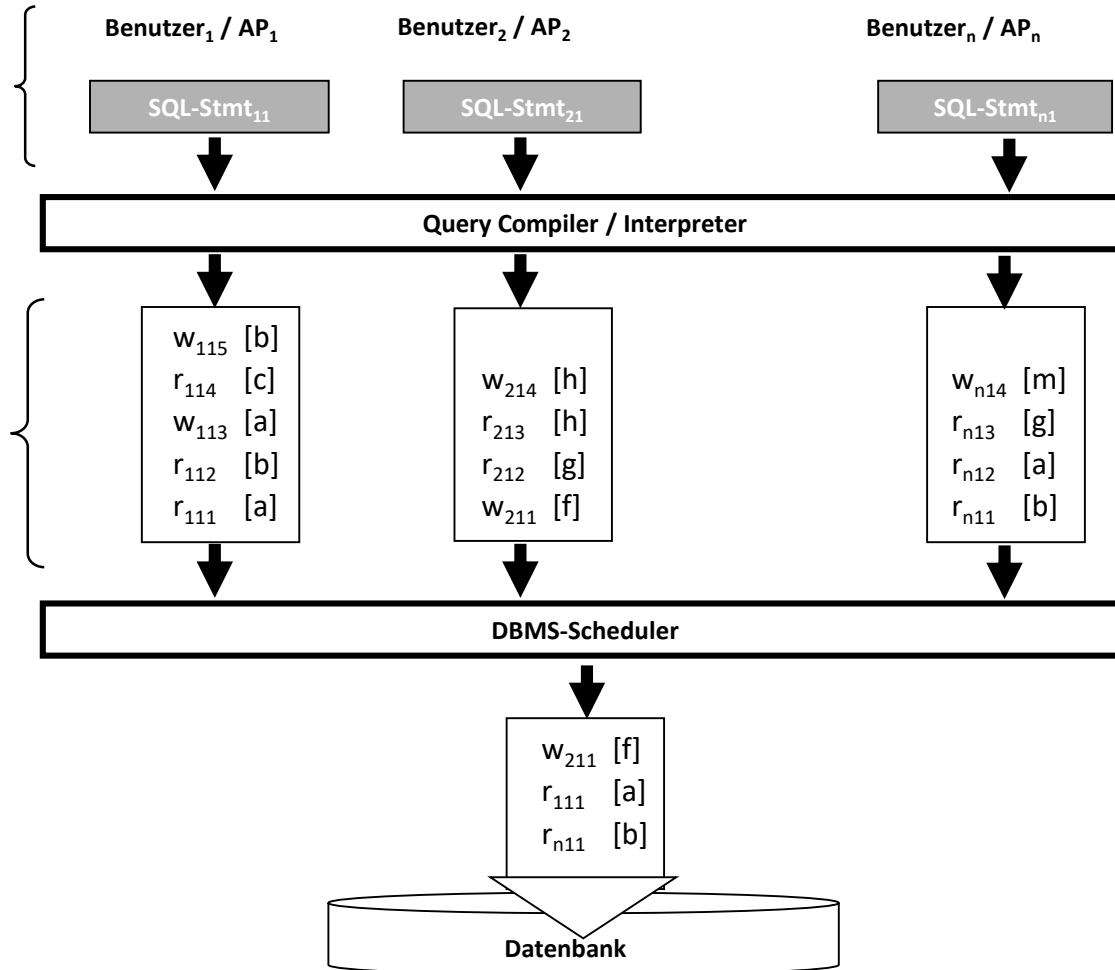 Benutzer₁ / AP₁ Benutzer₂ / AP₂ Benutzerₙ / APₙ
SQL-Stmt₁₁ SQL-Stmt₂₁ SQL-Stmtₙ₁
Query Compiler / Interpreter
w₁₁₅ [b]
r₁₁₄ [c]
w₁₁₃ [a]
r₁₁₂ [b]
r₁₁₁ [a]
w₂₁₄ [h]
r₂₁₃ [h]
r₂₁₂ [g]
w₂₁₁ [f]
wₙ₁₄ [m]
rₙ₁₃ [g]
rₙ₁₂ [a]
rₙ₁₁ [b]
DBMS-Scheduler
w₂₁₁ [f]
r₁₁₁ [a]
rₙ₁₁ [b]
Datenbank